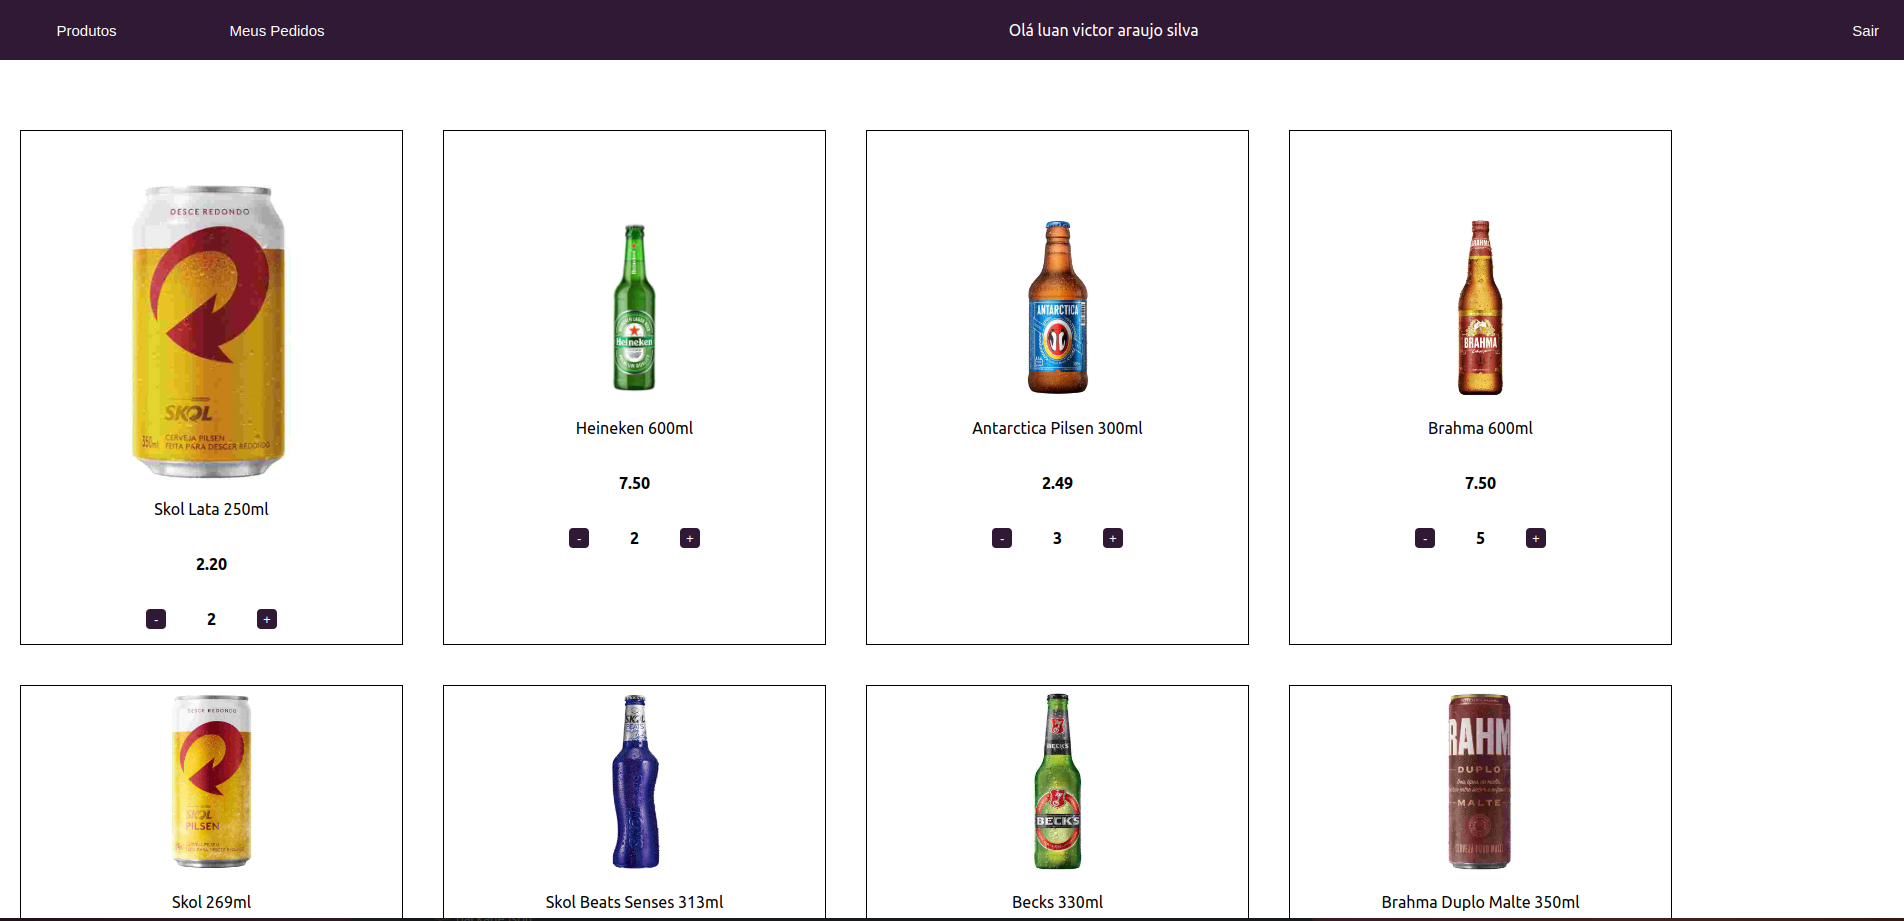 Produtos
Meus Pedidos
Olá luan victor araujo silva
Sair
DESCE REDONDO
SKOL
350ml
CERVEJA PILSEN
FEITA PARA DESCER REDONDO
Skol Lata 250ml
2.20
- 2 +
Heineken
Heineken 600ml
7.50
- 2 +
ANTARCTICA
Antarctica Pilsen 300ml
2.49
- 3 +
BRAHMA
BRAHMA
Brahma 600ml
7.50
- 5 +
DESCE REDONDO
SKOL
PILSEN
Skol 269ml
SKOL
BEATS
Skol Beats Senses 313ml
BECK'S
BECK'S
Becks 330ml
BRAHM
DUPLO
MALTE
Brahma Duplo Malte 350ml